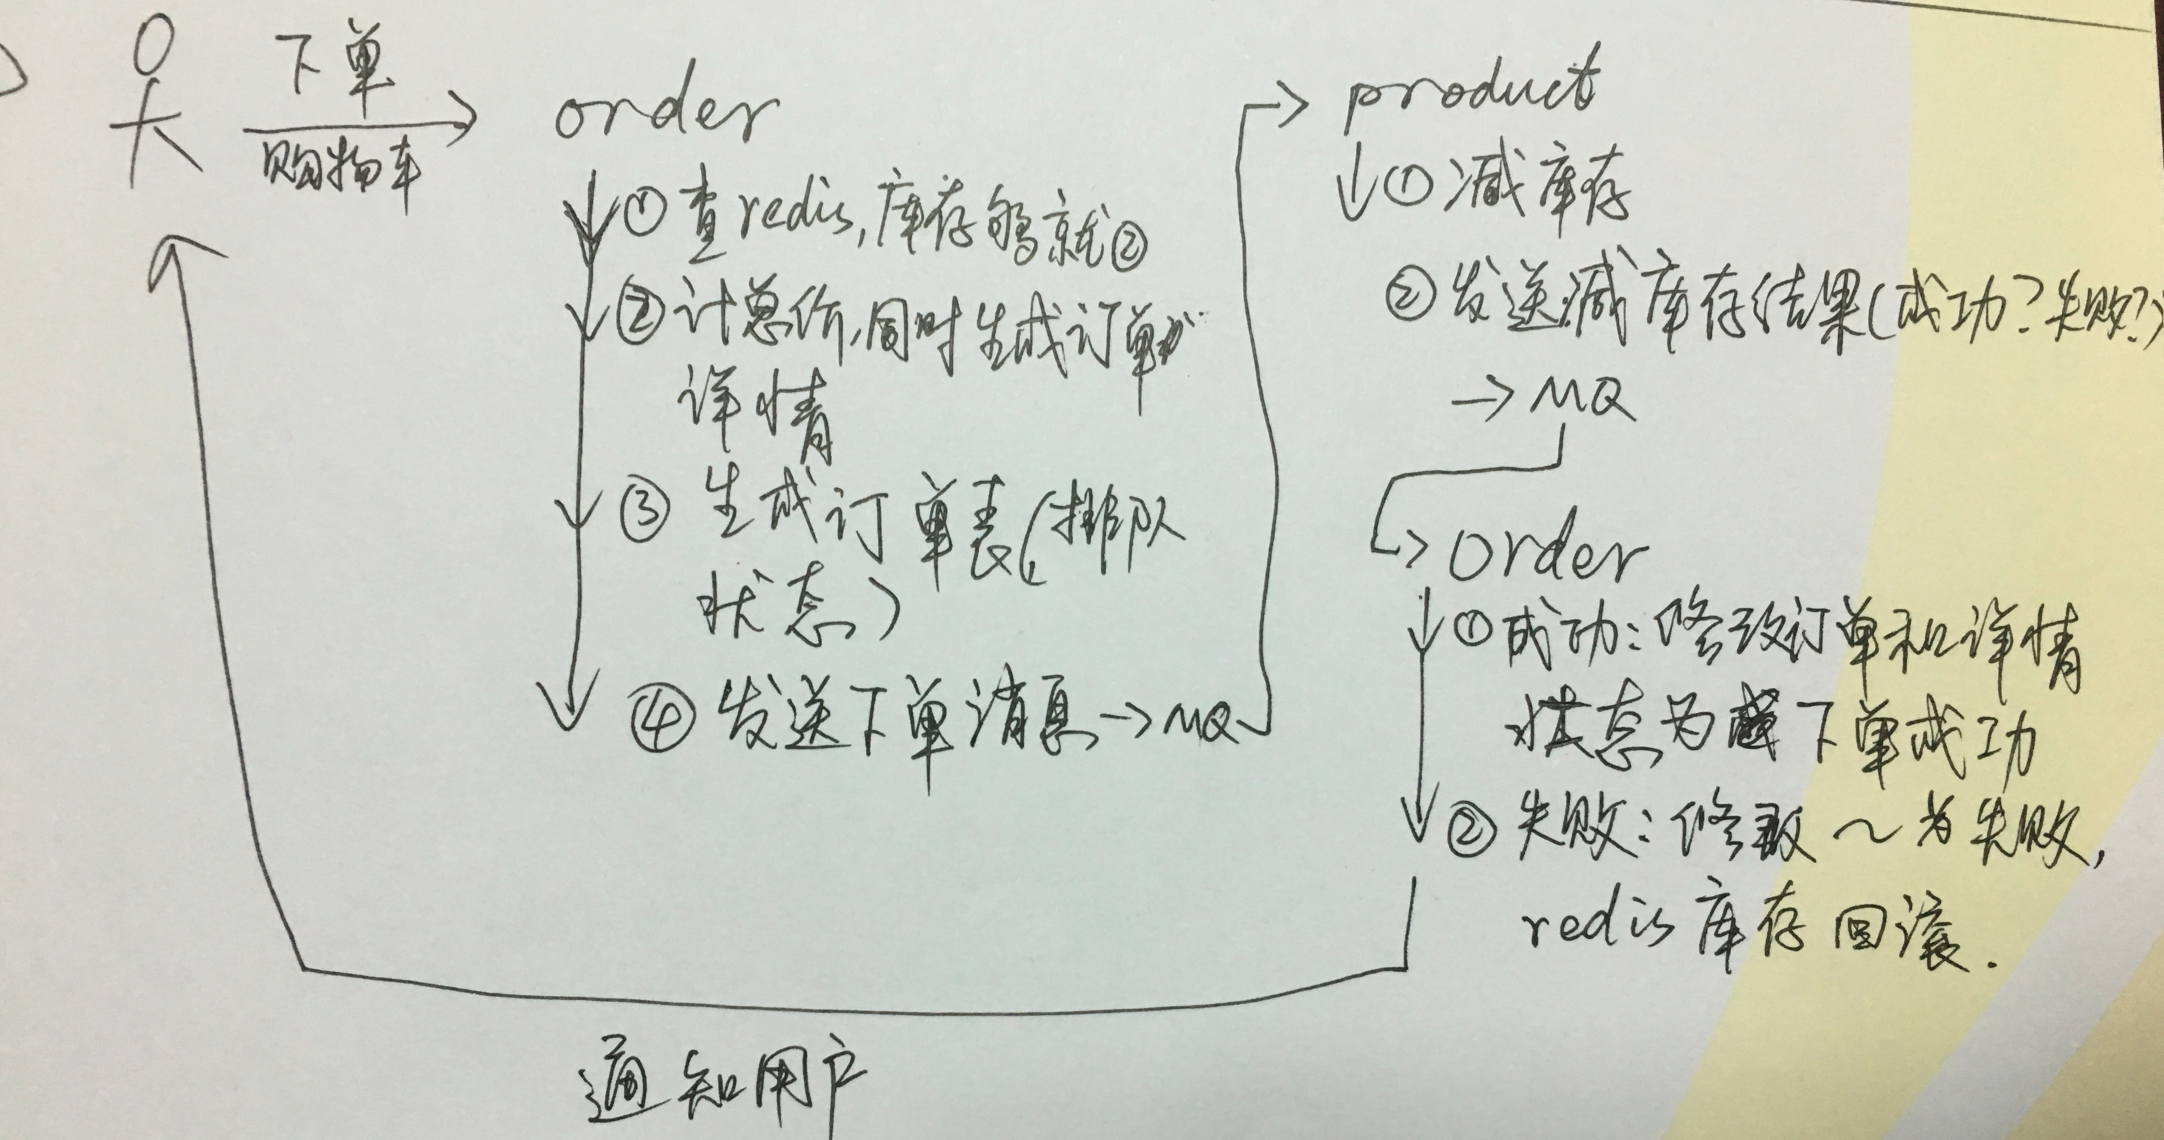 下单
购物车
order
①查redis,库存够就②
②计总价,同时生成订单
详情
③生成订单表(排队
状态)
④发送下单消息→MQ
product
①减库存
②发送减库存结果(成功?失败?)
→MQ
order
①成功:修改订单和详情
状态为下单成功
②失败:修改~为失败,
redis库存回滚.
通知用户